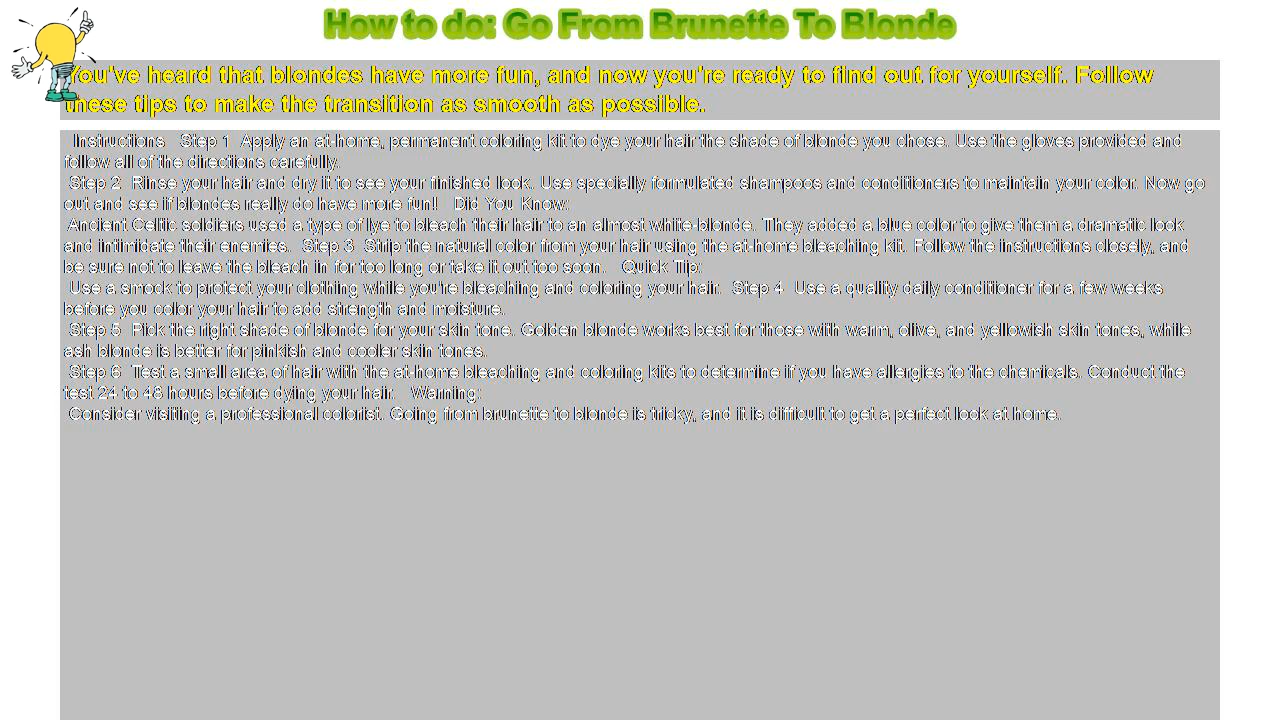 How to do: Go From Brunette To Blonde
You've heard that blondes have more fun, and now you're ready to find out for yourself. Follow
these tips to make the transition as smooth as possible.
Instructions Step 1 Apply an at-home, permanent coloring kit to dye your hair the shade of blonde you chose. Use the gloves provided and
follow all of the directions carefully.
Step 2 Rinse your hair and dry it to see your finished look. Use specially formulated shampoos and conditioners to maintain your color. Now go
out and see if blondes really do have more fun! Did You Know:
Ancient Celtic soldiers used a type of lye to bleach their hair to an almost white-blonde. They added a blue color to give them a dramatic look
and intimidate their enemies. Step 3 Strip the natural color from your hair using the at-home bleaching kit. Follow the instructions closely, and
be sure not to leave the bleach in for too long or take it out too soon. Quick Tip:
Use a smock to protect your clothing while you're bleaching and coloring your hair. Step 4 Use a quality daily conditioner for a few weeks
before you color your hair to add strength and moisture.
Step 5 Pick the right shade of blonde for your skin tone. Golden blonde works best for those with warm, olive, and yellowish skin tones, while
ash blonde is better for pinkish and cooler skin tones.
Step 6 Test a small area of hair with the at-home bleaching and coloring kits to determine if you have allergies to the chemicals. Conduct the
test 24 to 48 hours before dying your hair. Warning:
Consider visiting a professional colorist. Going from brunette to blonde is tricky, and it is difficult to get a perfect look at home.